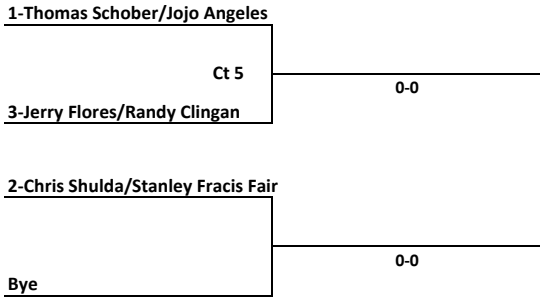 1-Thomas Schober/Jojo Angeles
Ct 5
0-0
3-Jerry Flores/Randy Clingan
2-Chris Shulda/Stanley Fracis Fair
0-0
Bye